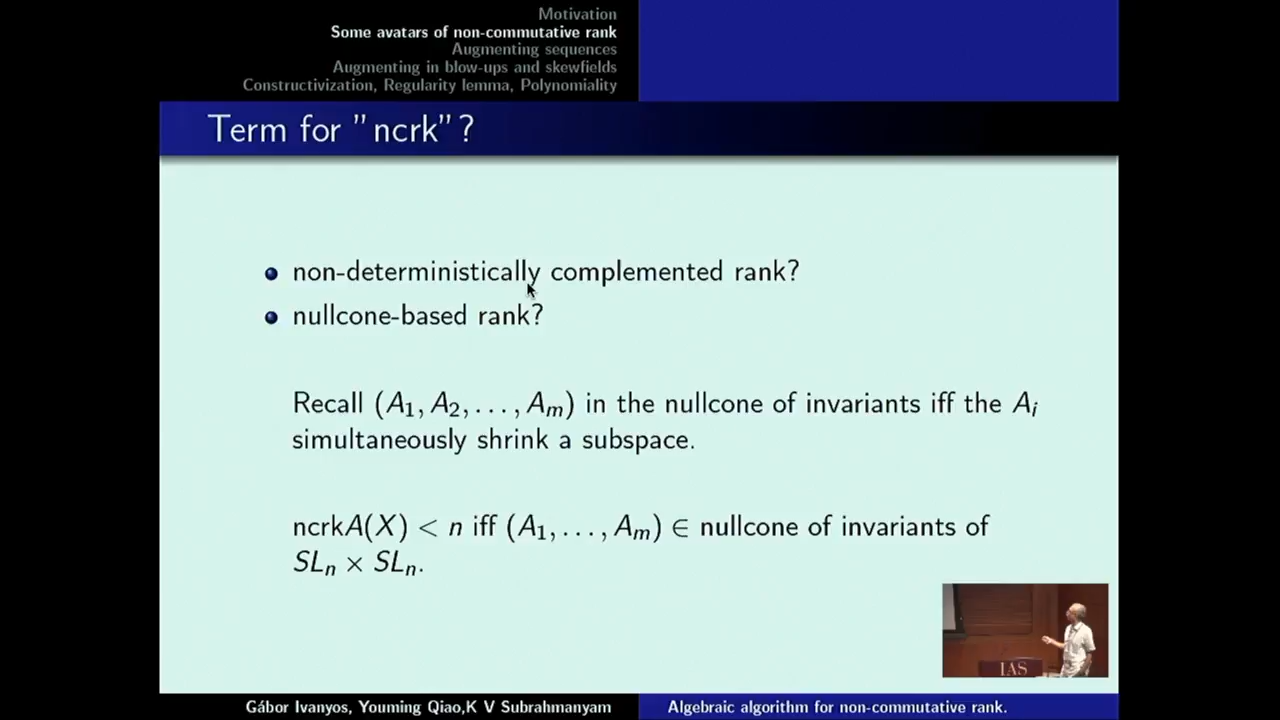 Motivation
Some avatars of non-commutative rank
Augmenting sequences
Augmenting in blow-ups and skewfields
Constructivization, Regularity lemma, Polynomiality
Term for "ncrk"?
non-deterministically complemented rank?
nullcone-based rank?
Recall (A₁, A₂, . . . , Aₘ) in the nullcone of invariants iff the Aᵢ
simultaneously shrink a subspace.
ncrkA(X) < n iff (A₁, . . . , Aₘ) ∈ nullcone of invariants of
SLₙ × SLₙ.
IAS
Gábor Ivanyos, Youming Qiao,K V Subrahmanyam
Algebraic algorithm for non-commutative rank.